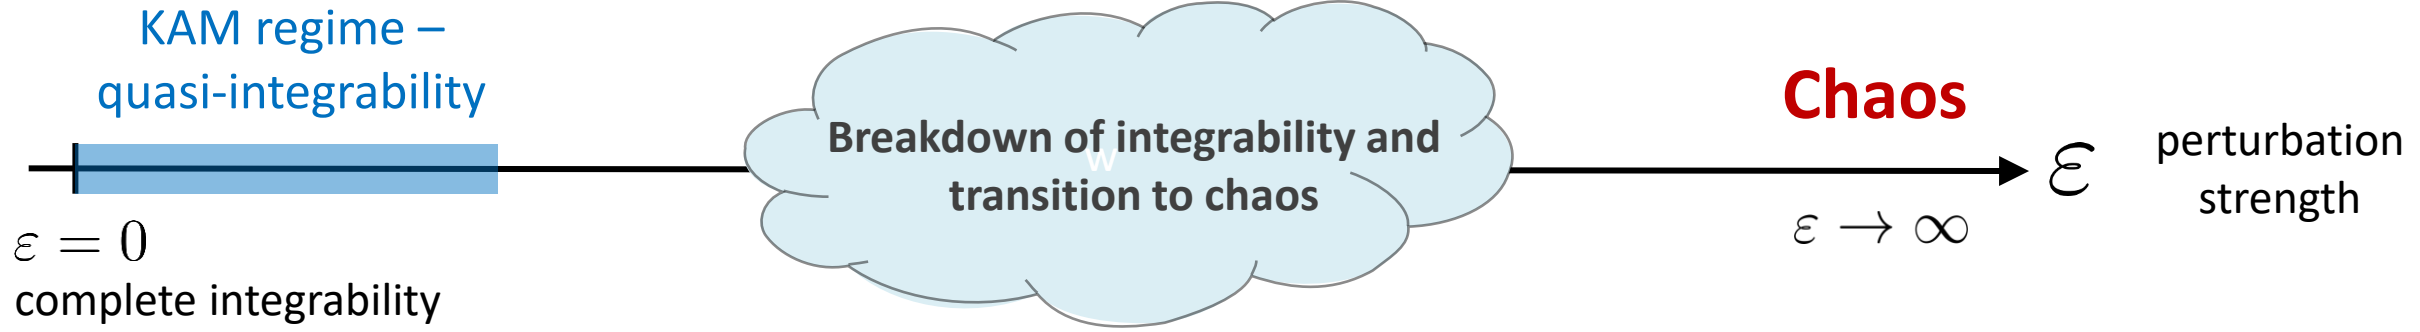 KAM regime –
quasi-integrability
Breakdown of integrability and
w
transition to chaos
Chaos
ε
perturbation
strength
ε = 0
complete integrability
ε → ∞